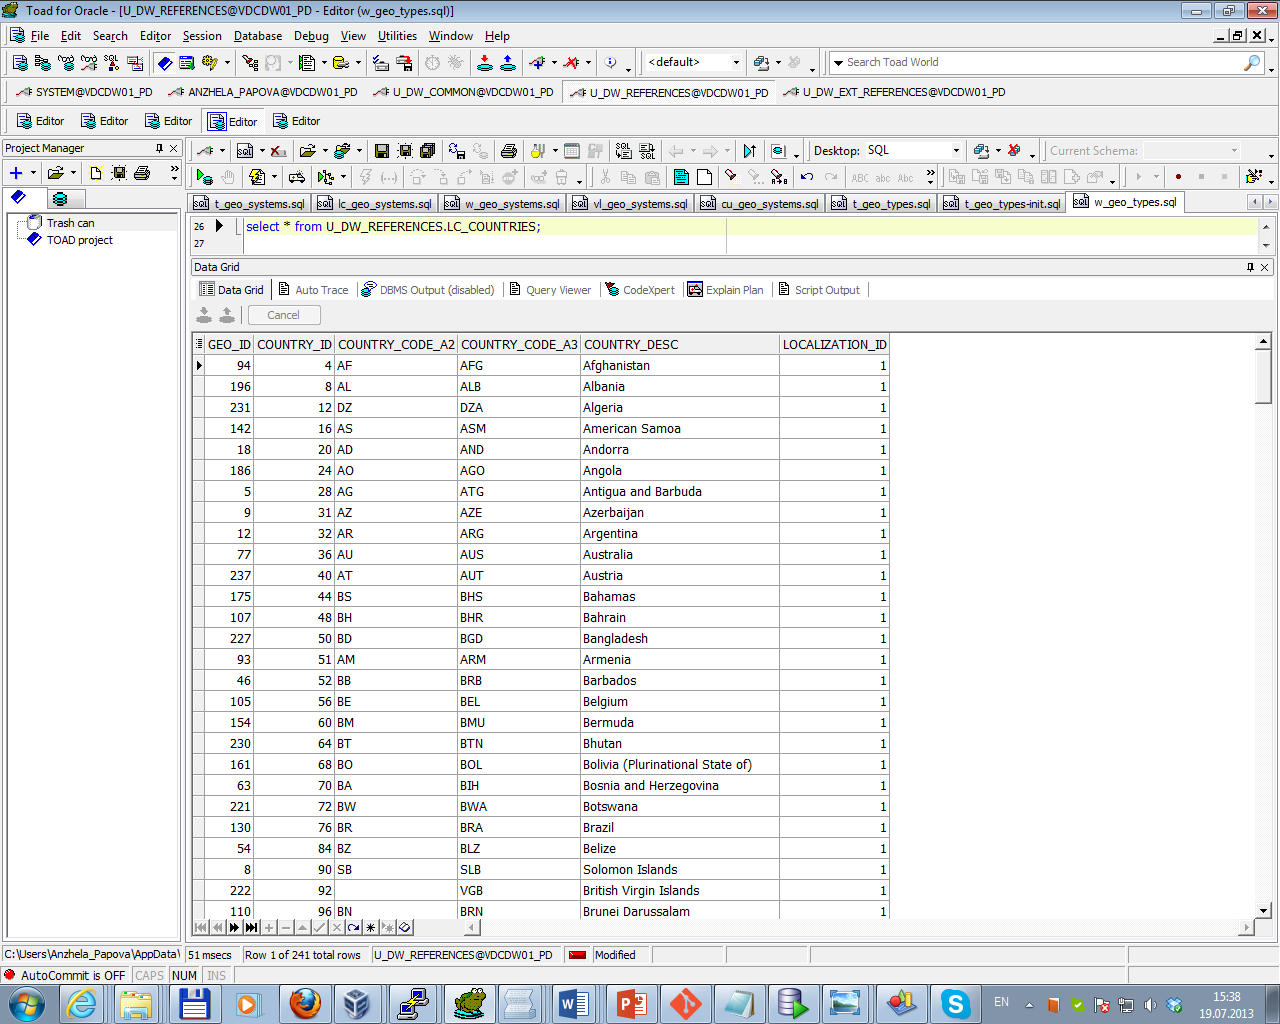 Toad for Oracle - [U_DW_REFERENCES@VDCDW01_PD - Editor (w_geo_types.sql)]
File Edit Search Editor Session Database Debug View Utilities Window Help
<default> Search Toad World
SYSTEM@VDCDW01_PD ANZHELA_PAPOVA@VDCDW01_PD U_DW_COMMON@VDCDW01_PD U_DW_REFERENCES@VDCDW01_PD U_DW_EXT_REFERENCES@VDCDW01_PD
Editor Editor Editor Editor Editor
Project Manager
SQL Desktop: SQL Current Schema:
ABC abc Abc
t_geo_systems.sql lc_geo_systems.sql w_geo_systems.sql vl_geo_systems.sql cu_geo_systems.sql t_geo_types.sql t_geo_types-init.sql w_geo_types.sql
Trash can
TOAD project
26 select * from U_DW_REFERENCES.LC_COUNTRIES;
27
Data Grid
Data Grid Auto Trace DBMS Output (disabled) Query Viewer CodeXpert Explain Plan Script Output
Cancel
GEO_ID COUNTRY_ID COUNTRY_CODE_A2 COUNTRY_CODE_A3 COUNTRY_DESC LOCALIZATION_ID
94 4 AF AFG Afghanistan 1
196 8 AL ALB Albania 1
231 12 DZ DZA Algeria 1
142 16 AS ASM American Samoa 1
18 20 AD AND Andorra 1
186 24 AO AGO Angola 1
5 28 AG ATG Antigua and Barbuda 1
9 31 AZ AZE Azerbaijan 1
12 32 AR ARG Argentina 1
77 36 AU AUS Australia 1
237 40 AT AUT Austria 1
175 44 BS BHS Bahamas 1
107 48 BH BHR Bahrain 1
227 50 BD BGD Bangladesh 1
93 51 AM ARM Armenia 1
46 52 BB BRB Barbados 1
105 56 BE BEL Belgium 1
154 60 BM BMU Bermuda 1
230 64 BT BTN Bhutan 1
161 68 BO BOL Bolivia (Plurinational State of) 1
63 70 BA BIH Bosnia and Herzegovina 1
221 72 BW BWA Botswana 1
130 76 BR BRA Brazil 1
54 84 BZ BLZ Belize 1
8 90 SB SLB Solomon Islands 1
222 92 VGB British Virgin Islands 1
110 96 BN BRN Brunei Darussalam 1
C:\Users\Anzhela_Papova\AppData\ 51 msecs Row 1 of 241 total rows U_DW_REFERENCES@VDCDW01_PD Modified
AutoCommit is OFF CAPS NUM INS
EN 15:38
19.07.2013